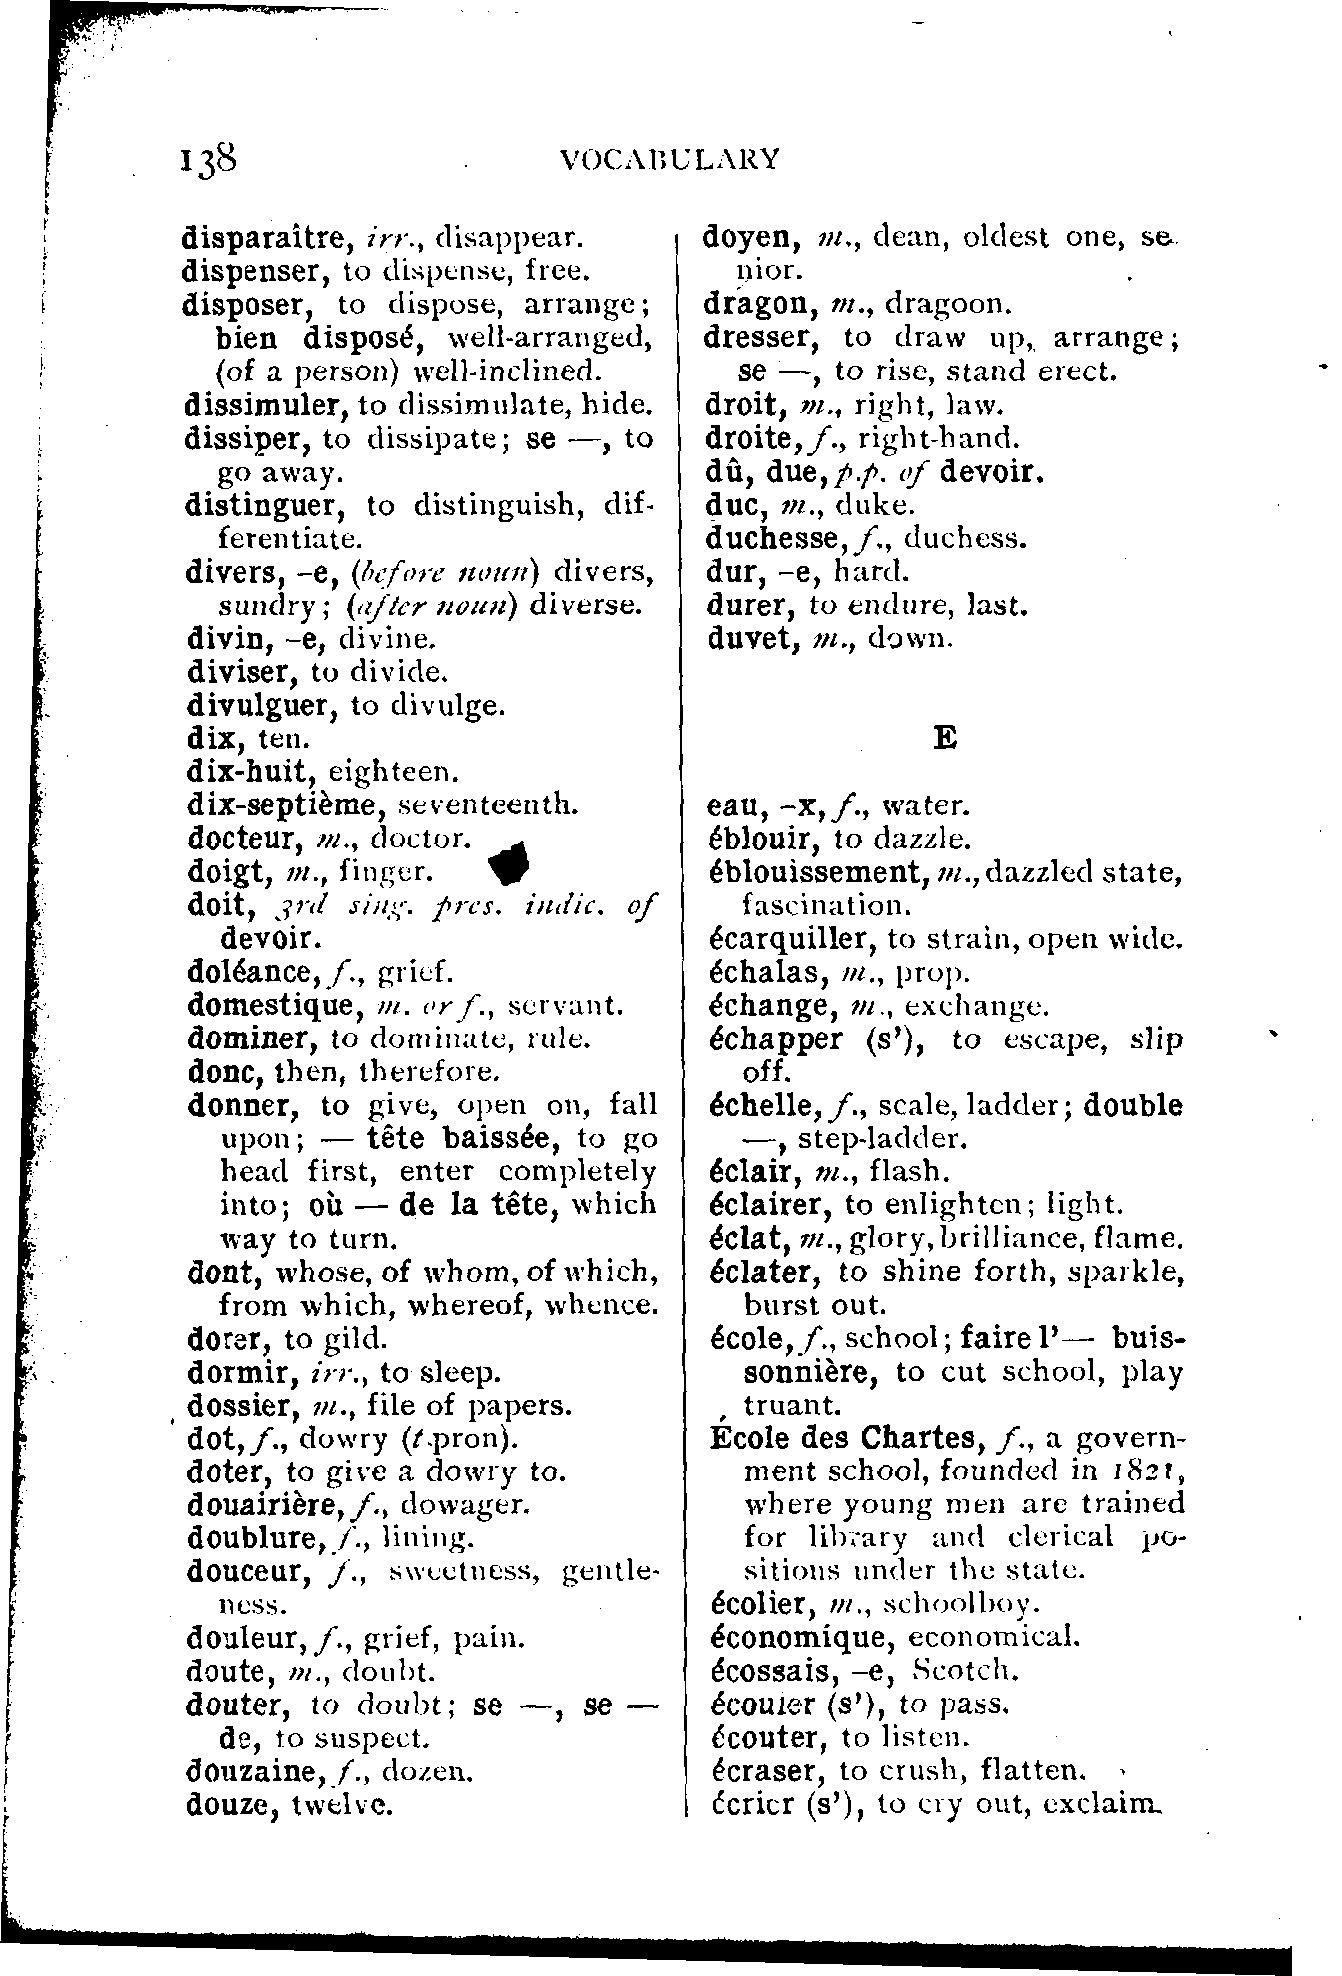 138
VOCABULARY
disparaître, irr., disappear.
dispenser, to dispense, free.
disposer, to dispose, arrange;
bien disposé, well-arranged,
(of a person) well-inclined.
dissimuler, to dissimulate, hide.
dissiper, to dissipate; se —, to
go away.
distinguer, to distinguish, dif-
ferentiate.
divers, -e, (before noun) divers,
sundry; (after noun) diverse.
divin, -e, divine.
diviser, to divide.
divulguer, to divulge.
dix, ten.
dix-huit, eighteen.
dix-septième, seventeenth.
docteur, m., doctor.
doigt, m., finger.
doit, 3rd sing. pres. indic. of
devoir.
doléance, f., grief.
domestique, m. or f., servant.
dominer, to dominate, rule.
donc, then, therefore.
donner, to give, open on, fall
upon; — tête baissée, to go
head first, enter completely
into; où — de la tête, which
way to turn.
dont, whose, of whom, of which,
from which, whereof, whence.
dorer, to gild.
dormir, irr., to sleep.
dossier, m., file of papers.
dot, f., dowry (t pron).
doter, to give a dowry to.
douairière, f., dowager.
doublure, f., lining.
douceur, f., sweetness, gentle-
ness.
douleur, f., grief, pain.
doute, m., doubt.
douter, to doubt; se —, se —
de, to suspect.
douzaine, f., dozen.
douze, twelve.
doyen, m., dean, oldest one, se-
nior.
dragon, m., dragoon.
dresser, to draw up, arrange;
se —, to rise, stand erect.
droit, m., right, law.
droite, f., right-hand.
dû, due, p.p. of devoir.
duc, m., duke.
duchesse, f., duchess.
dur, -e, hard.
durer, to endure, last.
duvet, m., down.
E
eau, -x, f., water.
éblouir, to dazzle.
éblouissement, m., dazzled state,
fascination.
écarquiller, to strain, open wide.
échalas, m., prop.
échange, m., exchange.
échapper (s'), to escape, slip
off.
échelle, f., scale, ladder; double
—, step-ladder.
éclair, m., flash.
éclairer, to enlighten; light.
éclat, m., glory, brilliance, flame.
éclater, to shine forth, sparkle,
burst out.
école, f., school; faire l'— buis-
sonnière, to cut school, play
truant.
École des Chartes, f., a govern-
ment school, founded in 1821,
where young men are trained
for library and clerical po-
sitions under the state.
écolier, m., schoolboy.
économique, economical.
écossais, -e, Scotch.
écouler (s'), to pass.
écouter, to listen.
écraser, to crush, flatten.
écrier (s'), to cry out, exclaim.